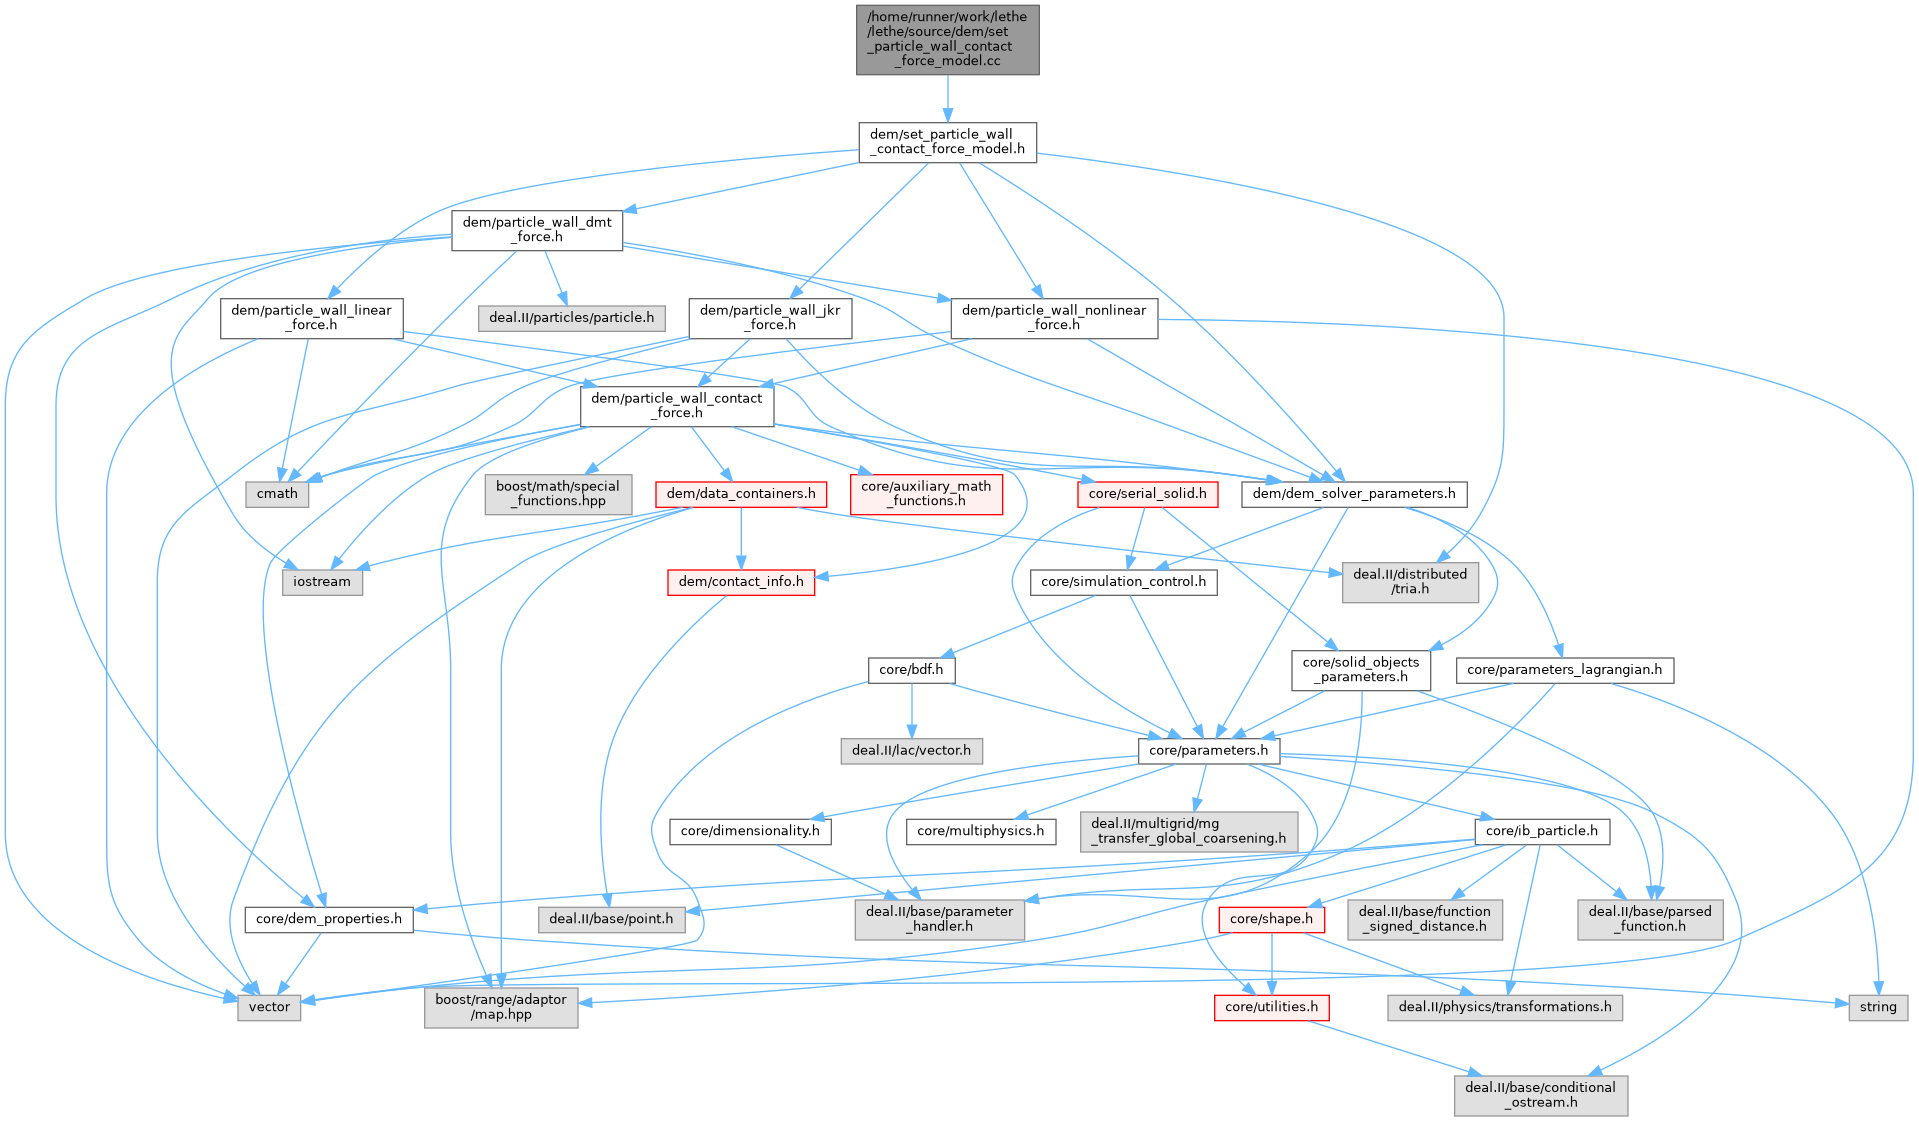 /home/runner/work/lethe
/lethe/source/dem/set
_particle_wall_contact
_force_model.cc
dem/set_particle_wall
_contact_force_model.h
dem/particle_wall_dmt
_force.h
dem/particle_wall_linear
_force.h
deal.II/particles/particle.h
dem/particle_wall_jkr
_force.h
dem/particle_wall_nonlinear
_force.h
dem/particle_wall_contact
_force.h
cmath
boost/math/special
_functions.hpp
dem/data_containers.h
core/auxiliary_math
_functions.h
core/serial_solid.h
dem/dem_solver_parameters.h
iostream
dem/contact_info.h
core/simulation_control.h
deal.II/distributed
/tria.h
core/bdf.h
core/solid_objects
_parameters.h
core/parameters_lagrangian.h
deal.II/lac/vector.h
core/parameters.h
core/dimensionality.h
core/multiphysics.h
deal.II/multigrid/mg
_transfer_global_coarsening.h
core/ib_particle.h
core/dem_properties.h
deal.II/base/point.h
deal.II/base/parameter
_handler.h
core/shape.h
deal.II/base/function
_signed_distance.h
deal.II/base/parsed
_function.h
vector
boost/range/adaptor
/map.hpp
core/utilities.h
deal.II/physics/transformations.h
string
deal.II/base/conditional
_ostream.h